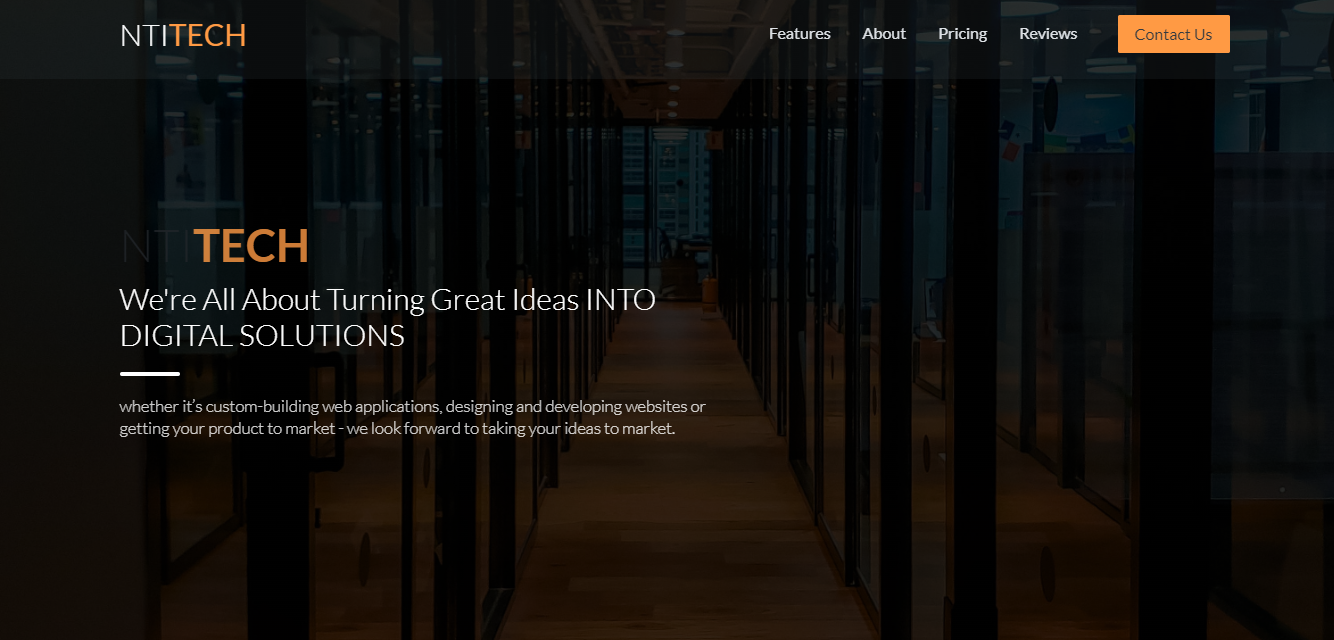 NTITECH
Features About Pricing Reviews Contact Us
NTITECH
We're All About Turning Great Ideas INTO
DIGITAL SOLUTIONS
whether it’s custom-building web applications, designing and developing websites or
getting your product to market - we look forward to taking your ideas to market.